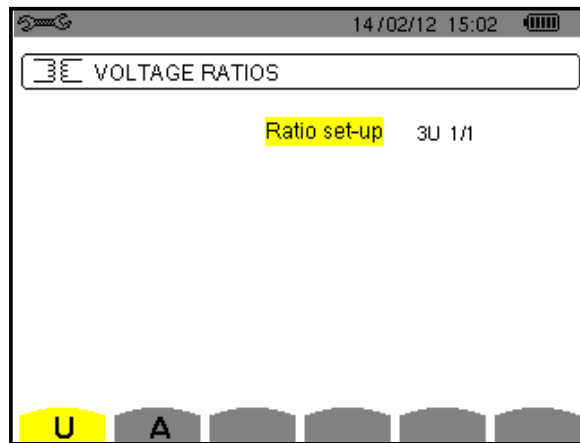 14/02/12 15:02
VOLTAGE RATIOS
Ratio set-up 3U 1/1
U A